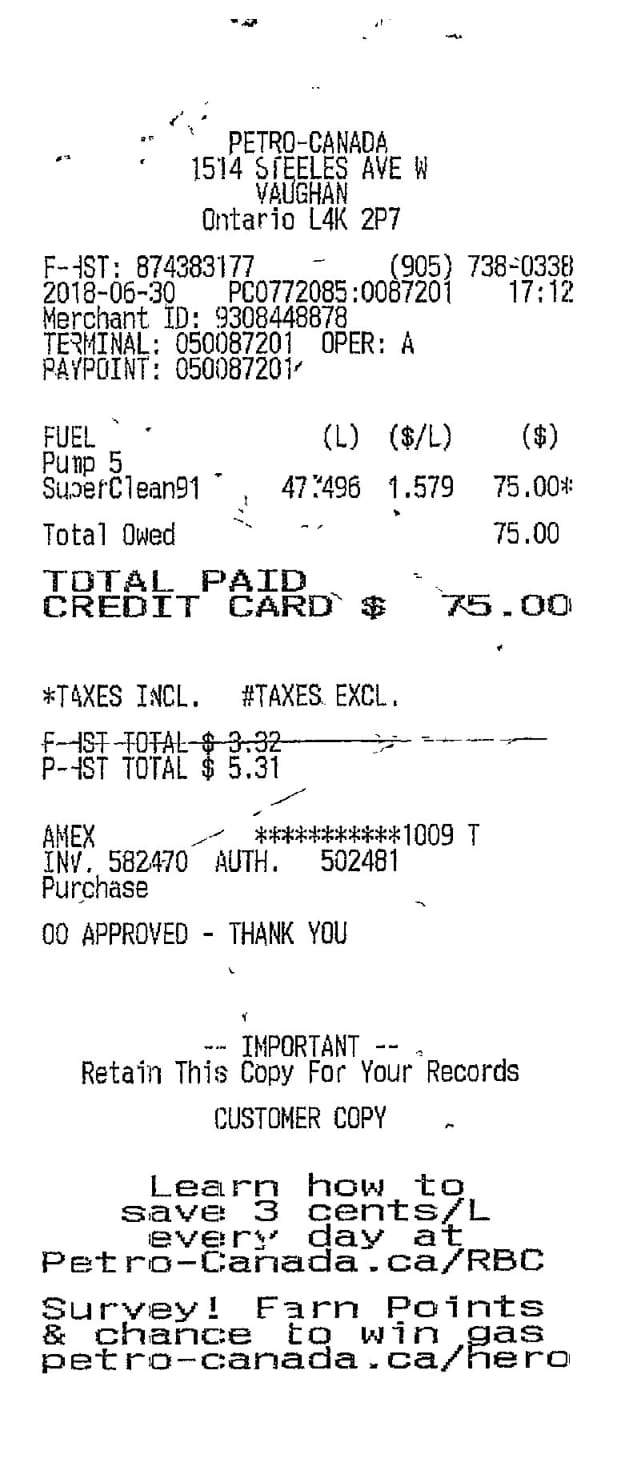 PETRO-CANADA
1514 STEELES AVE W
VAUGHAN
Ontario L4K 2P7
F-HST: 874383177 (905) 738-0338
2018-06-30 PC0772085:0087201 17:12
Merchant ID: 9308448878
TERMINAL: 050087201 OPER: A
PAYPOINT: 050087201
FUEL (L) ($/L) ($)
Pump 5
SuperClean91 47.496 1.579 75.00*
Total Owed 75.00
TOTAL PAID
CREDIT CARD $ 75.00
*TAXES INCL. #TAXES EXCL.
F-HST TOTAL $ 3.32
P-HST TOTAL $ 5.31
AMEX ***********1009 T
INV. 582470 AUTH. 502481
Purchase
00 APPROVED - THANK YOU
-- IMPORTANT --
Retain This Copy For Your Records
CUSTOMER COPY
Learn how to
save 3 cents/L
every day at
Petro-Canada.ca/RBC
Survey! Earn Points
& chance to win gas
petro-canada.ca/hero